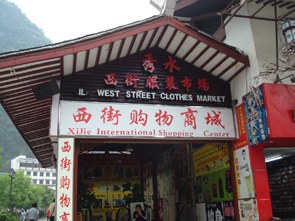 秀水
西街服装市场
IL WEST STREET CLOTHES MARKET
西街购物商城
XiJie International Shopping Center
西街购物